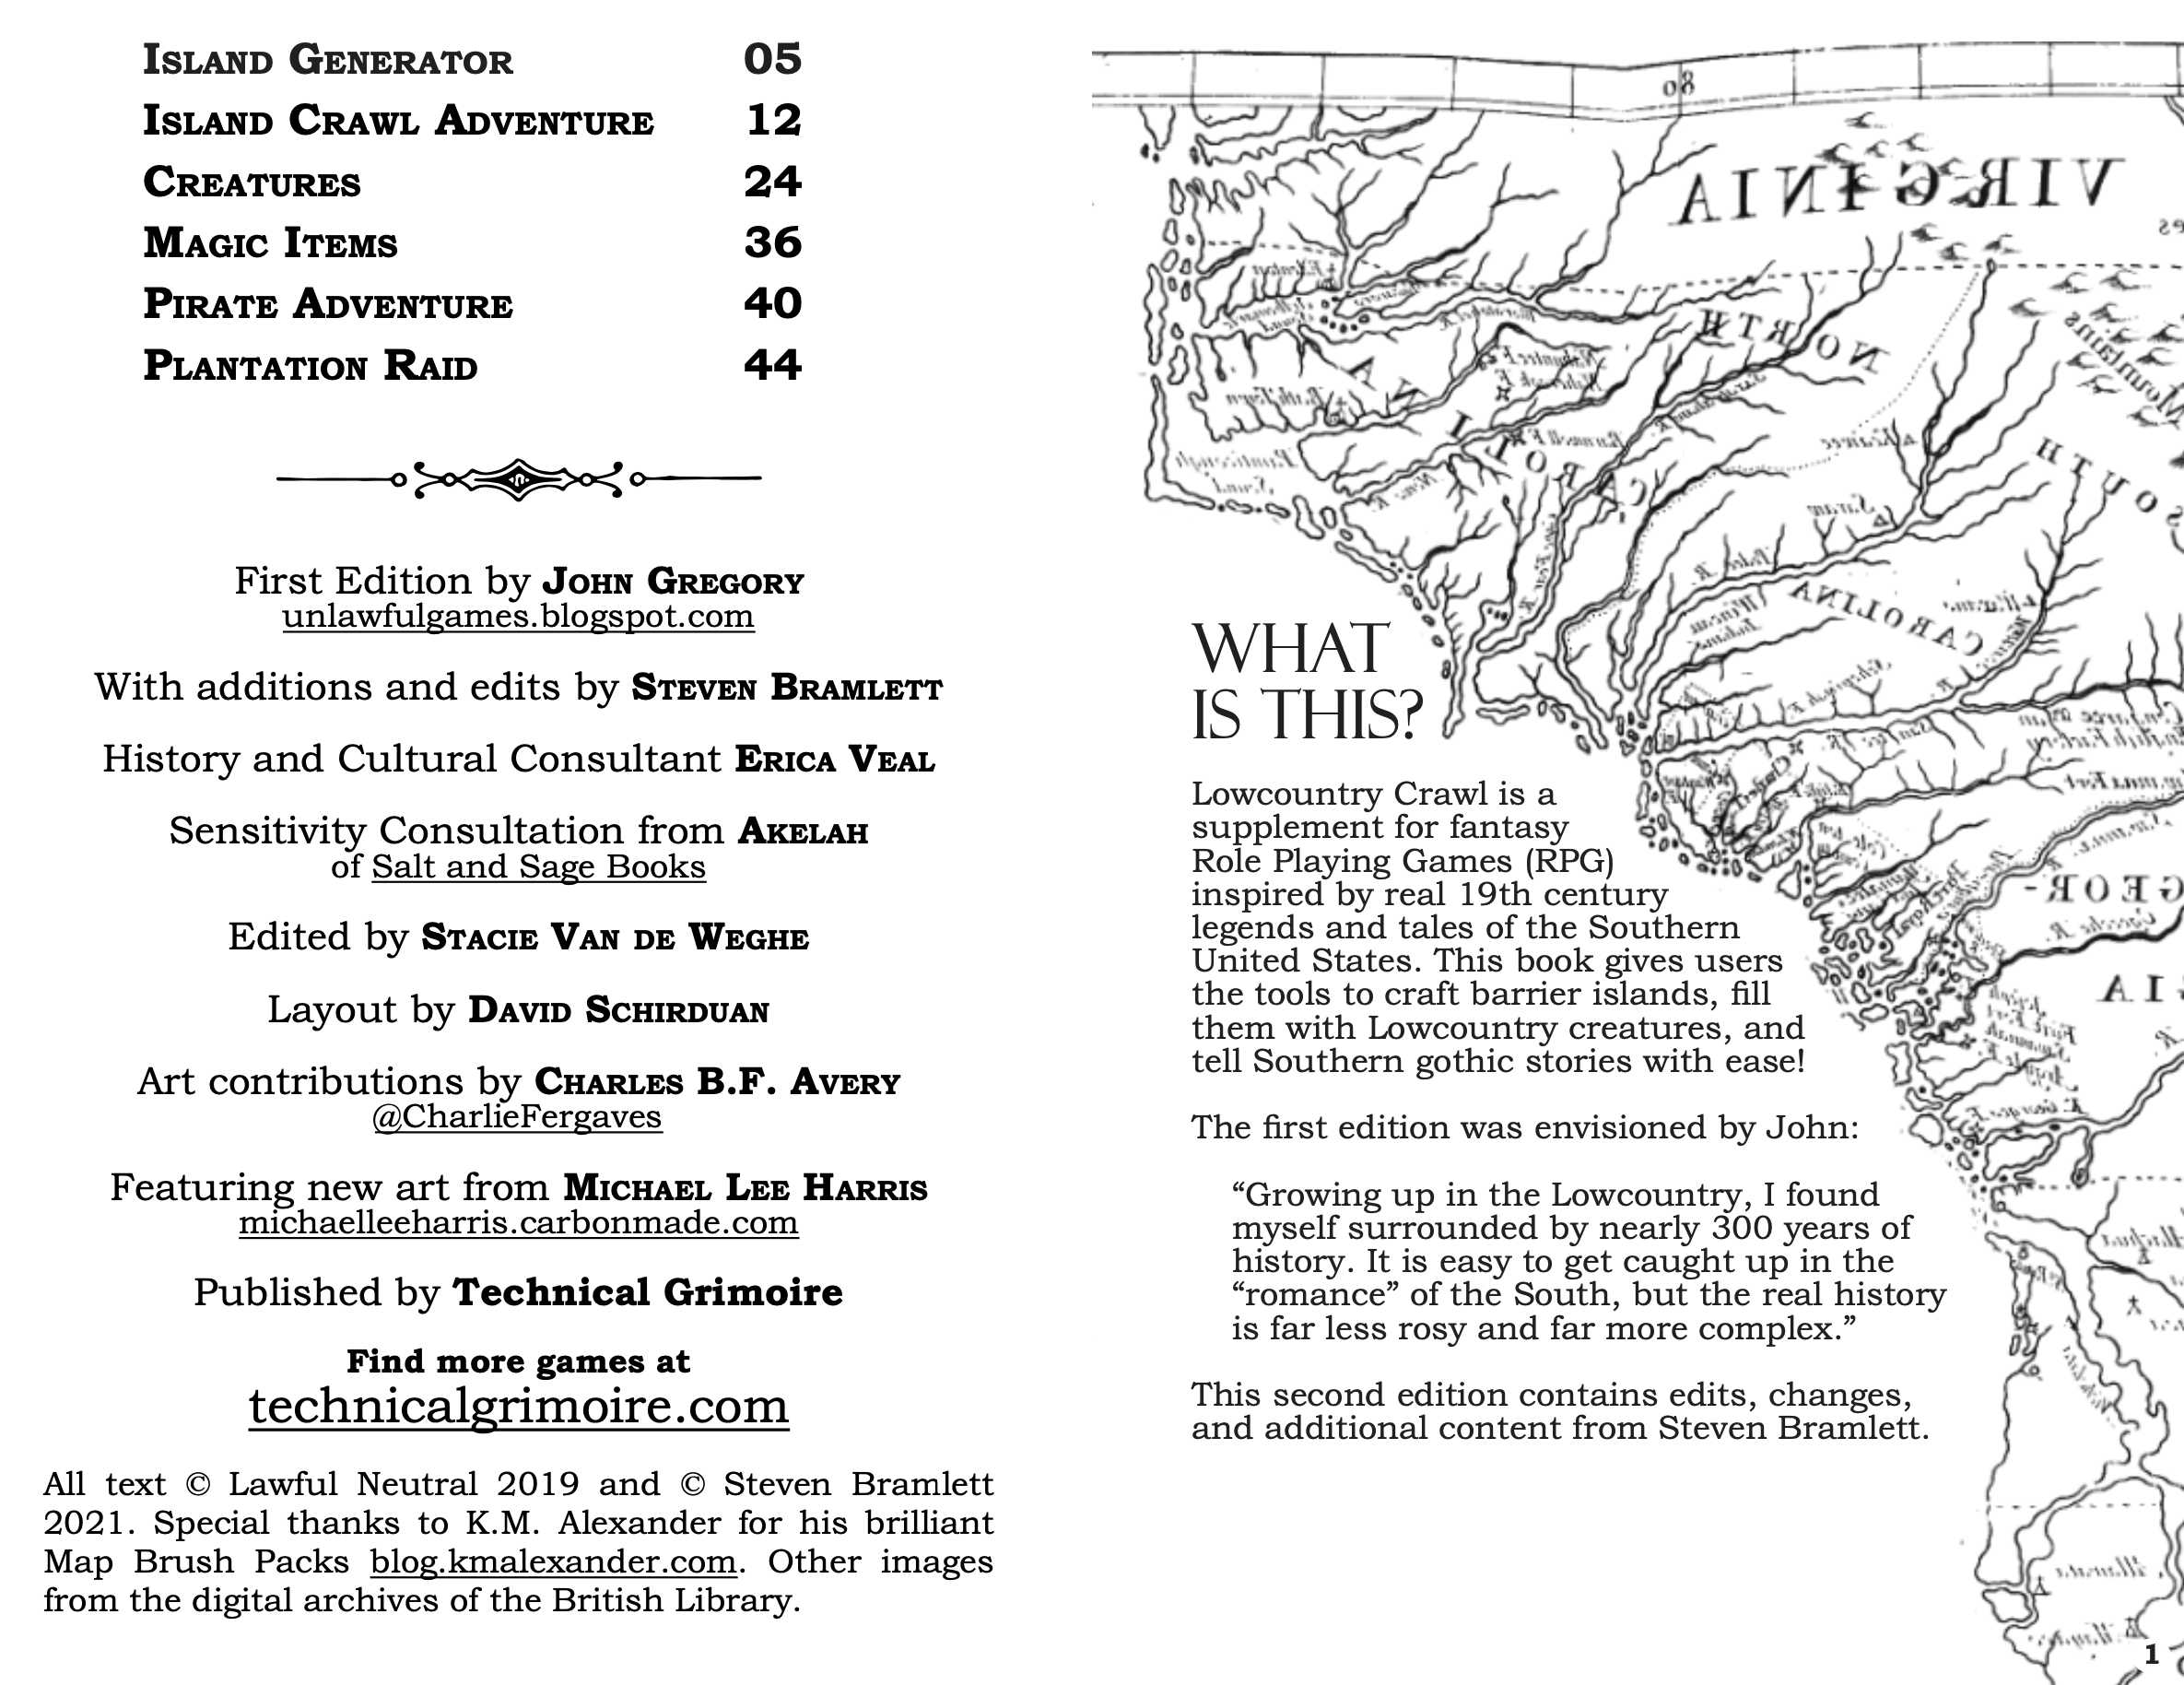 Island Generator 05
Island Crawl Adventure 12
Creatures 24
Magic Items 36
Pirate Adventure 40
Plantation Raid 44
First Edition by John Gregory
unlawfulgames.blogspot.com
With additions and edits by Steven Bramlett
History and Cultural Consultant Erica Veal
Sensitivity Consultation from Akelah
of Salt and Sage Books
Edited by Stacie Van de Weghe
Layout by David Schirduan
Art contributions by Charles B.F. Avery
@CharlieFergaves
Featuring new art from Michael Lee Harris
michaelleeharris.carbonmade.com
Published by Technical Grimoire
Find more games at
technicalgrimoire.com
All text © Lawful Neutral 2019 and © Steven Bramlett
2021. Special thanks to K.M. Alexander for his brilliant
Map Brush Packs blog.kmalexander.com. Other images
from the digital archives of the British Library.
80
VIRGINIA
NORTH
CAROLINA
SOUTH
CAROLINA
Mountains
GEOR-
GIA
WHAT
IS THIS?
Lowcountry Crawl is a
supplement for fantasy
Role Playing Games (RPG)
inspired by real 19th century
legends and tales of the Southern
United States. This book gives users
the tools to craft barrier islands, fill
them with Lowcountry creatures, and
tell Southern gothic stories with ease!
The first edition was envisioned by John:
“Growing up in the Lowcountry, I found
myself surrounded by nearly 300 years of
history. It is easy to get caught up in the
“romance” of the South, but the real history
is far less rosy and far more complex.”
This second edition contains edits, changes,
and additional content from Steven Bramlett.
1